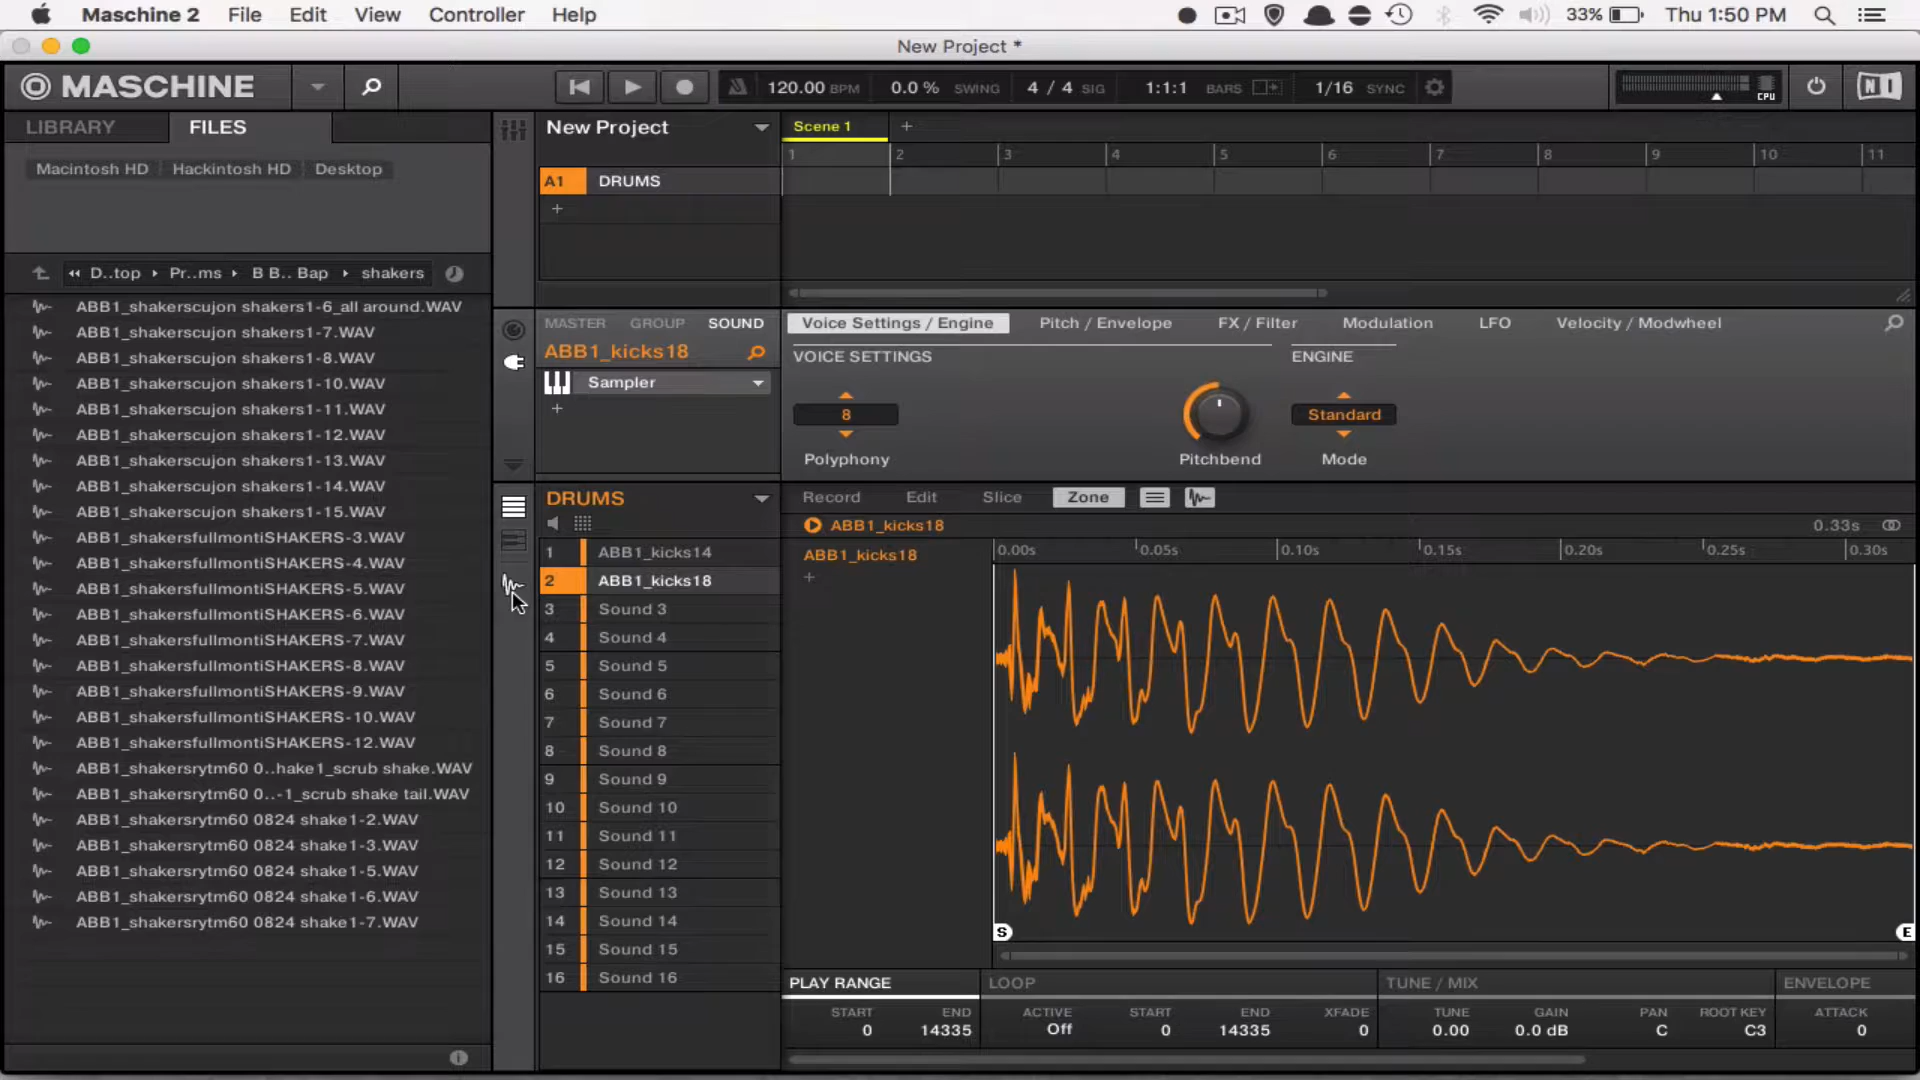 Maschine 2 File Edit View Controller Help 33% Thu 1:50 PM
New Project *
MASCHINE 120.00 BPM 0.0 % SWING 4 / 4 SIG 1:1:1 BARS 1/16 SYNC CPU NI
LIBRARY FILES
Macintosh HD Hackintosh HD Desktop
D..top Pr..ms B B.. Bap shakers
ABB1_shakerscujon shakers1-6_all around.WAV
ABB1_shakerscujon shakers1-7.WAV
ABB1_shakerscujon shakers1-8.WAV
ABB1_shakerscujon shakers1-10.WAV
ABB1_shakerscujon shakers1-11.WAV
ABB1_shakerscujon shakers1-12.WAV
ABB1_shakerscujon shakers1-13.WAV
ABB1_shakerscujon shakers1-14.WAV
ABB1_shakerscujon shakers1-15.WAV
ABB1_shakersfullmontiSHAKERS-3.WAV
ABB1_shakersfullmontiSHAKERS-4.WAV
ABB1_shakersfullmontiSHAKERS-5.WAV
ABB1_shakersfullmontiSHAKERS-6.WAV
ABB1_shakersfullmontiSHAKERS-7.WAV
ABB1_shakersfullmontiSHAKERS-8.WAV
ABB1_shakersfullmontiSHAKERS-9.WAV
ABB1_shakersfullmontiSHAKERS-10.WAV
ABB1_shakersfullmontiSHAKERS-12.WAV
ABB1_shakersrytm60 0..hake1_scrub shake.WAV
ABB1_shakersrytm60 0..-1_scrub shake tail.WAV
ABB1_shakersrytm60 0824 shake1-2.WAV
ABB1_shakersrytm60 0824 shake1-3.WAV
ABB1_shakersrytm60 0824 shake1-5.WAV
ABB1_shakersrytm60 0824 shake1-6.WAV
ABB1_shakersrytm60 0824 shake1-7.WAV
New Project Scene 1 +
1 2 3 4 5 6 7 8 9 10 11
A1 DRUMS
+
MASTER GROUP SOUND
ABB1_kicks18
Sampler
+
Voice Settings / Engine Pitch / Envelope FX / Filter Modulation LFO Velocity / Modwheel
VOICE SETTINGS ENGINE
8 Standard
Polyphony Pitchbend Mode
DRUMS
1 ABB1_kicks14
2 ABB1_kicks18
3 Sound 3
4 Sound 4
5 Sound 5
6 Sound 6
7 Sound 7
8 Sound 8
9 Sound 9
10 Sound 10
11 Sound 11
12 Sound 12
13 Sound 13
14 Sound 14
15 Sound 15
16 Sound 16
Record Edit Slice Zone
ABB1_kicks18 0.33s
ABB1_kicks18
+
0.00s 0.05s 0.10s 0.15s 0.20s 0.25s 0.30s
S E
PLAY RANGE LOOP TUNE / MIX ENVELOPE
START END ACTIVE START END XFADE TUNE GAIN PAN ROOT KEY ATTACK
0 14335 Off 0 14335 0 0.00 0.0 dB C C3 0